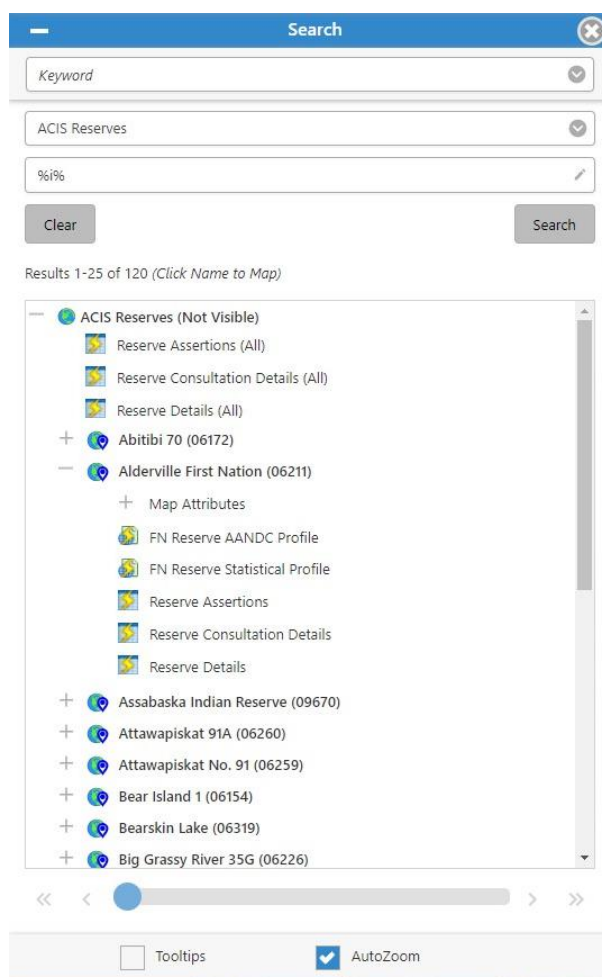 Search
Keyword
ACIS Reserves
%i%
Clear Search
Results 1-25 of 120 (Click Name to Map)
ACIS Reserves (Not Visible)
Reserve Assertions (All)
Reserve Consultation Details (All)
Reserve Details (All)
Abitibi 70 (06172)
Alderville First Nation (06211)
Map Attributes
FN Reserve AANDC Profile
FN Reserve Statistical Profile
Reserve Assertions
Reserve Consultation Details
Reserve Details
Assabaska Indian Reserve (09670)
Attawapiskat 91A (06260)
Attawapiskat No. 91 (06259)
Bear Island 1 (06154)
Bearskin Lake (06319)
Big Grassy River 35G (06226)
Tooltips AutoZoom